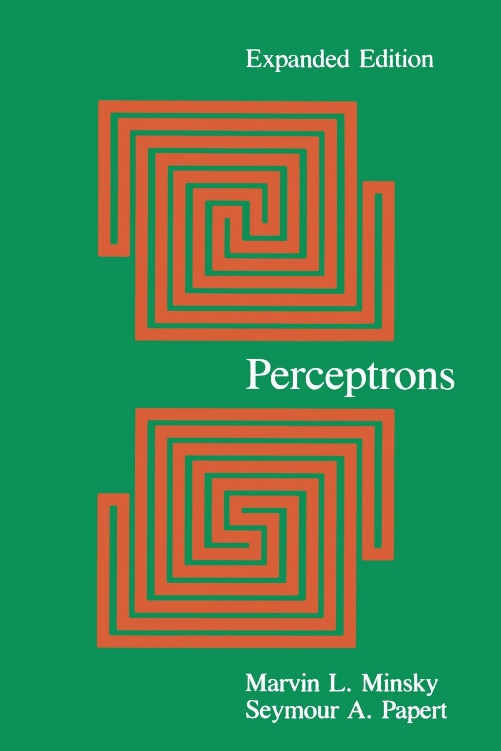 Expanded Edition
Perceptrons
Marvin L. Minsky
Seymour A. Papert